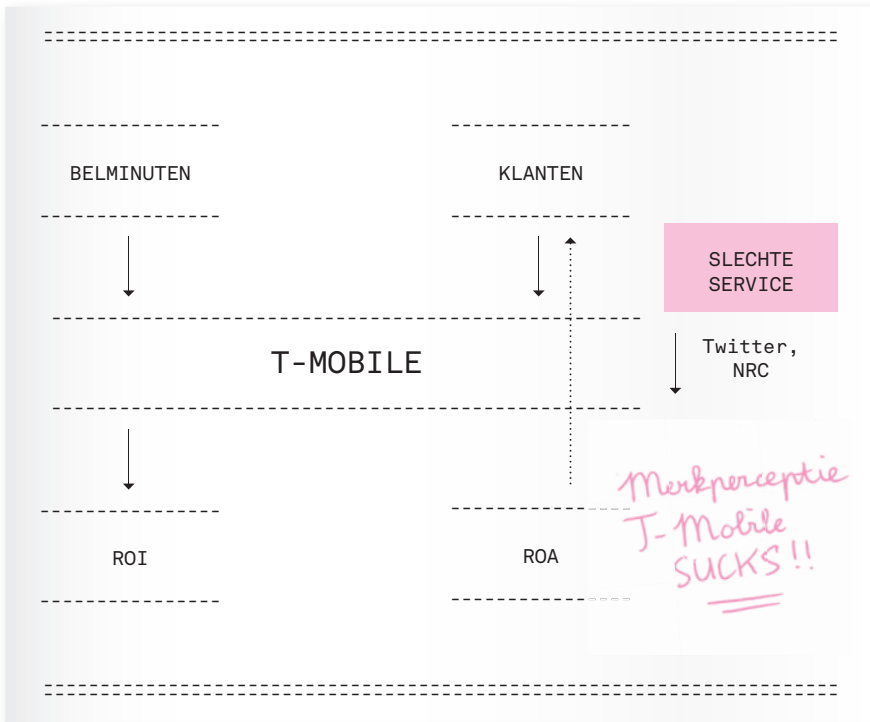 BELMINUTEN
KLANTEN
SLECHTE
SERVICE
T-MOBILE
Twitter,
NRC
ROI
ROA
Merkperceptie
T-Mobile
SUCKS!!